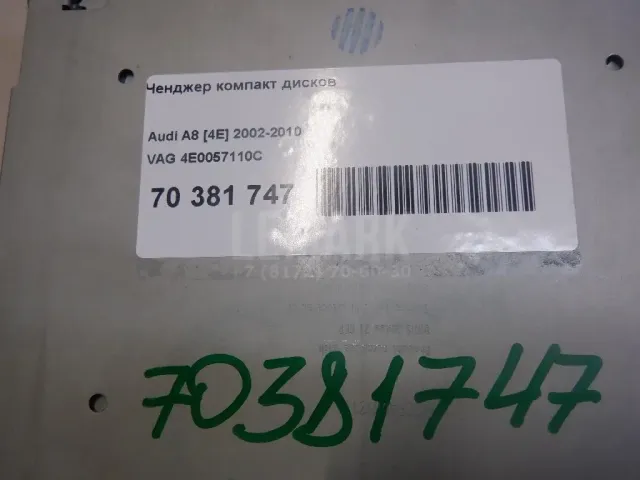 Ченджер компакт дисков
Audi A8 [4E] 2002-2010
VAG 4E0057110C
70 381 747
70381747